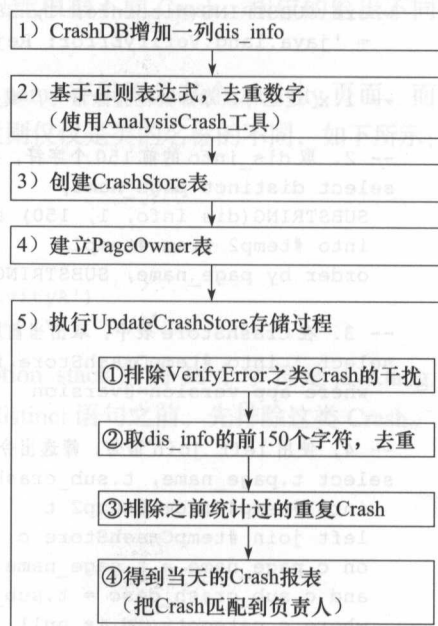 1）CrashDB增加一列dis_info
2）基于正则表达式，去重数字
（使用AnalysisCrash工具）
3）创建CrashStore表
4）建立PageOwner表
5）执行UpdateCrashStore存储过程
①排除VerifyError之类Crash的干扰
②取dis_info的前150个字符，去重
③排除之前统计过的重复Crash
④得到当天的Crash报表
（把Crash匹配到负责人）